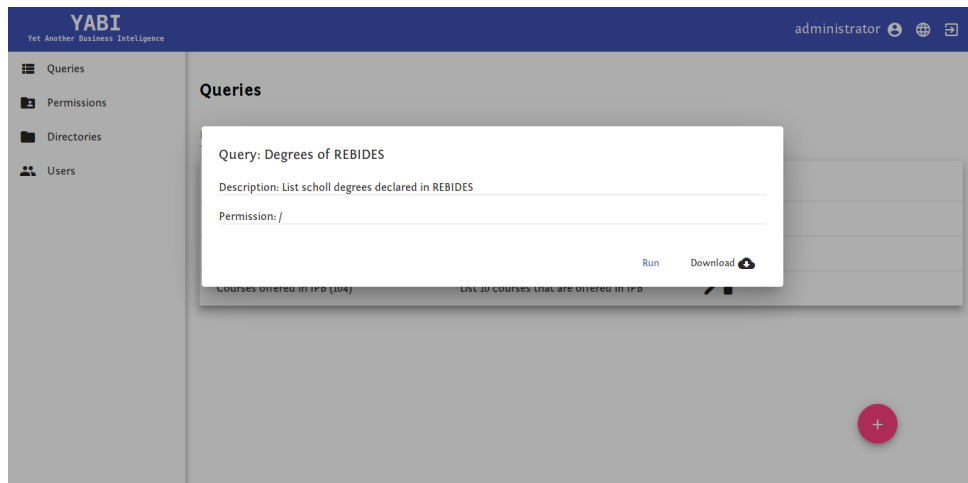 YABI
Yet Another Business Inteligence
administrator
Queries
Permissions
Directories
Users
Queries
Query: Degrees of REBIDES
Description: List scholl degrees declared in REBIDES
Permission: /
Run Download
Courses offered in IPB (104) List 10 courses that are offered in IPB
+